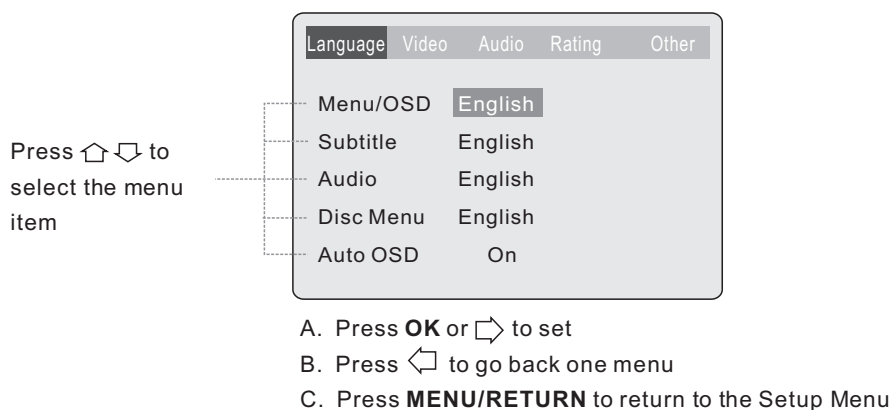 Language Video Audio Rating Other
Menu/OSD English
Subtitle English
Audio English
Disc Menu English
Auto OSD On
Press ⇧ ⇩ to
select the menu
item
A. Press OK or ⇨ to set
B. Press ⇦ to go back one menu
C. Press MENU/RETURN to return to the Setup Menu